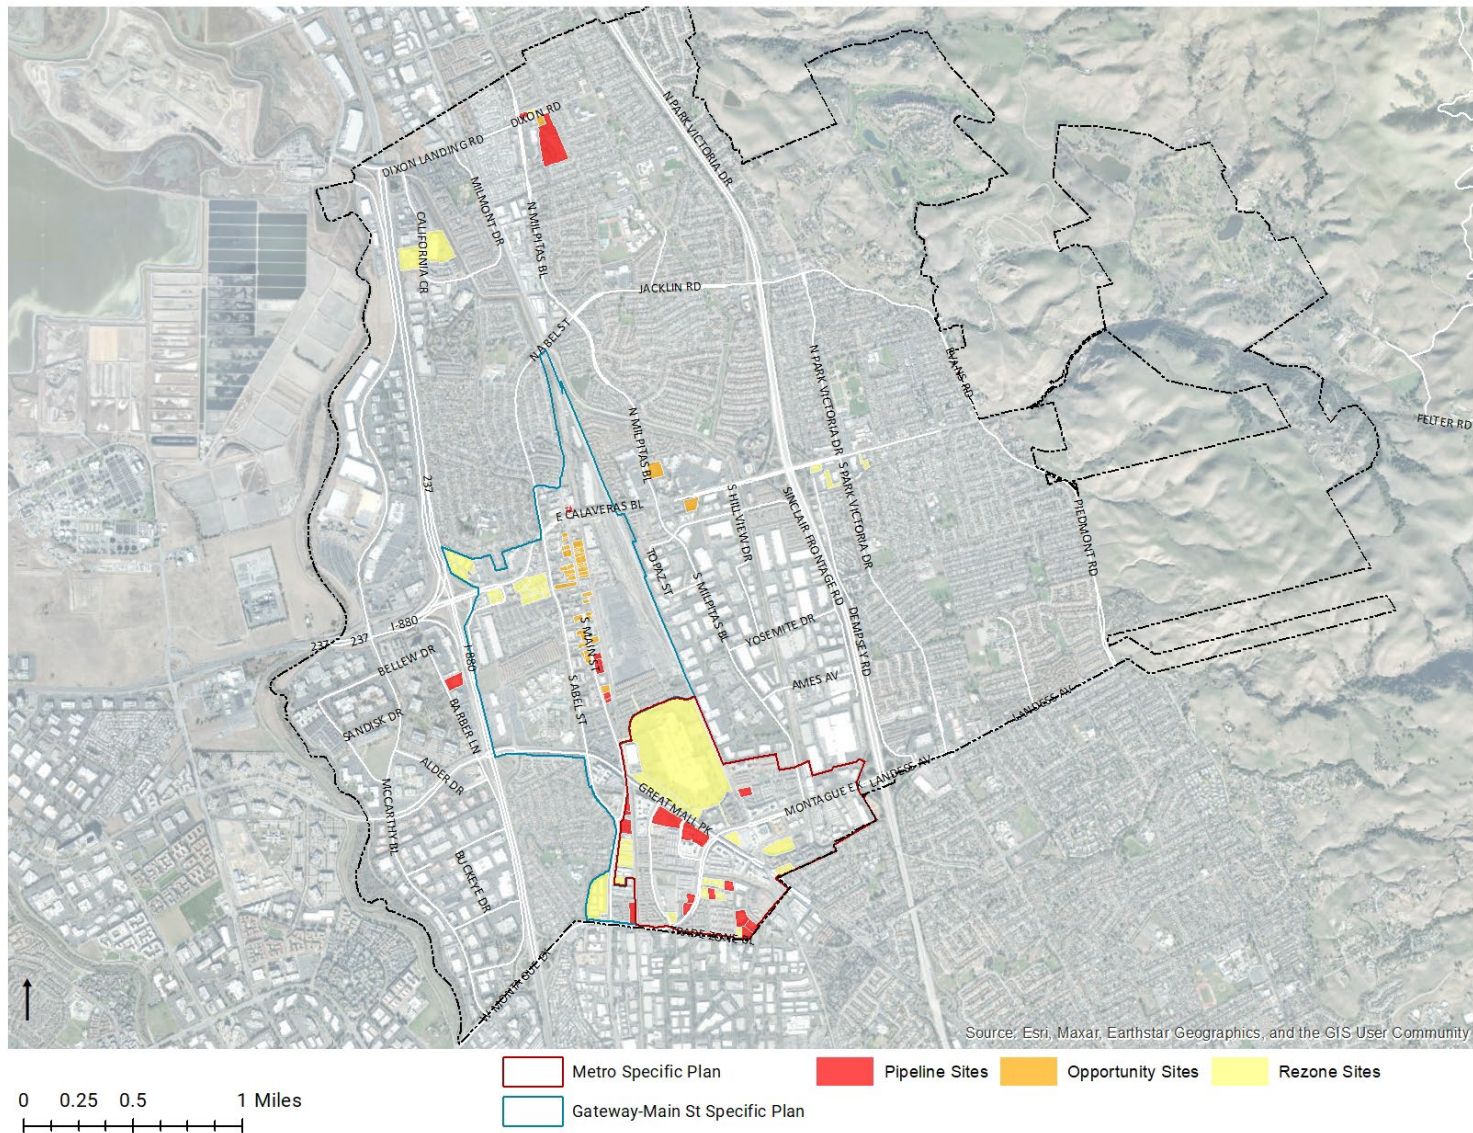 DIXON RD
N PARK VICTORIA DR
DIXON LANDING RD
MILMONT DR
N MILPITAS BL
CALIFORNIA CR
JACKLIN RD
N ABEL ST
EVANS RD
N PARK VICTORIA DR
FELTER RD
N MILPITAS BL
237
E CALAVERAS BL
S HILLVIEW DR
SINCLAIR FRONTAGE RD
S PARK VICTORIA DR
PIEDMONT RD
TOPAZ ST
S MILPITAS BL
YOSEMITE DR
DEMPSEY RD
I-880
237
237
I-880
BELLEW DR
S MAIN ST
AMES AV
S ABEL ST
SANDISK DR
BARBER LN
LANDESS AV
ALDER DR
MCCARTHY BL
GREAT MALL PK
MONTAGUE EX
LANDESS AV
BUCKEYE DR
TRADE ZONE BL
W MONTAGUE EX
Source: Esri, Maxar, Earthstar Geographics, and the GIS User Community
Metro Specific Plan
Pipeline Sites
Opportunity Sites
Rezone Sites
Gateway-Main St Specific Plan
0 0.25 0.5 1 Miles